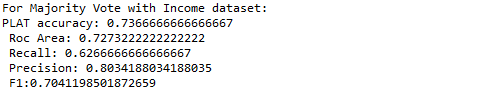 For Majority Vote with Income dataset:
PLAT accuracy: 0.7366666666666667
Roc Area: 0.7273222222222222
Recall: 0.6266666666666667
Precision: 0.8034188034188035
F1:0.7041198501872659